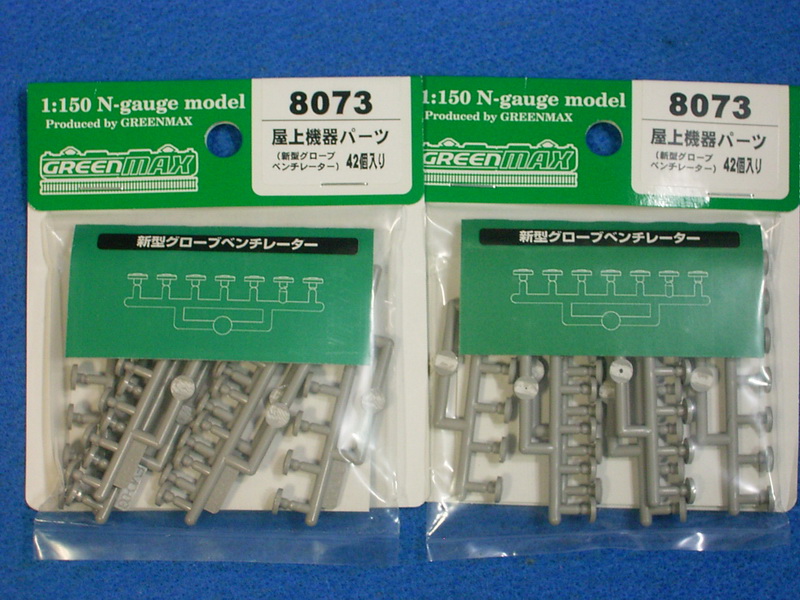 1:150 N-gauge model
Produced by GREENMAX
GREENMAX
8073
屋上機器パーツ
（新型グローブ
ベンチレーター） 42個入り
新型グローブベンチレーター
1:150 N-gauge model
Produced by GREENMAX
GREENMAX
8073
屋上機器パーツ
（新型グローブ
ベンチレーター） 42個入り
新型グローブベンチレーター